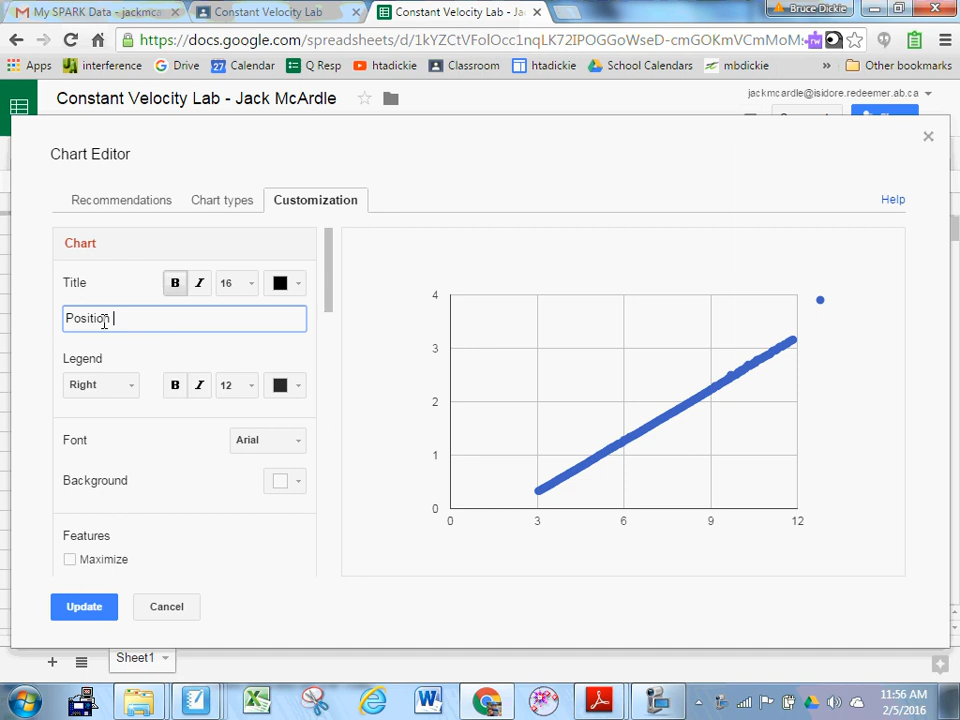 My SPARK Data - jackmca
Constant Velocity Lab
Constant Velocity Lab - Ja
Bruce Dickie
https://docs.google.com/spreadsheets/d/1kYZCtVFolOcc1nqLK72IPOGGoWseD-cmGOKmVCmMoMs
Apps
interference
Drive
27
Calendar
Q Resp
htadickie
Classroom
htadickie
School Calendars
mbdickie
»
Other bookmarks
Constant Velocity Lab - Jack McArdle
jackmcardle@isidore.redeemer.ab.ca
Chart Editor
Recommendations
Chart types
Customization
Help
Chart
Title
B I 16
Position
Legend
Right
B I 12
Font
Arial
Background
Features
Maximize
4
3
2
1
0
0 3 6 9 12
Update
Cancel
Sheet1
11:56 AM
2/5/2016